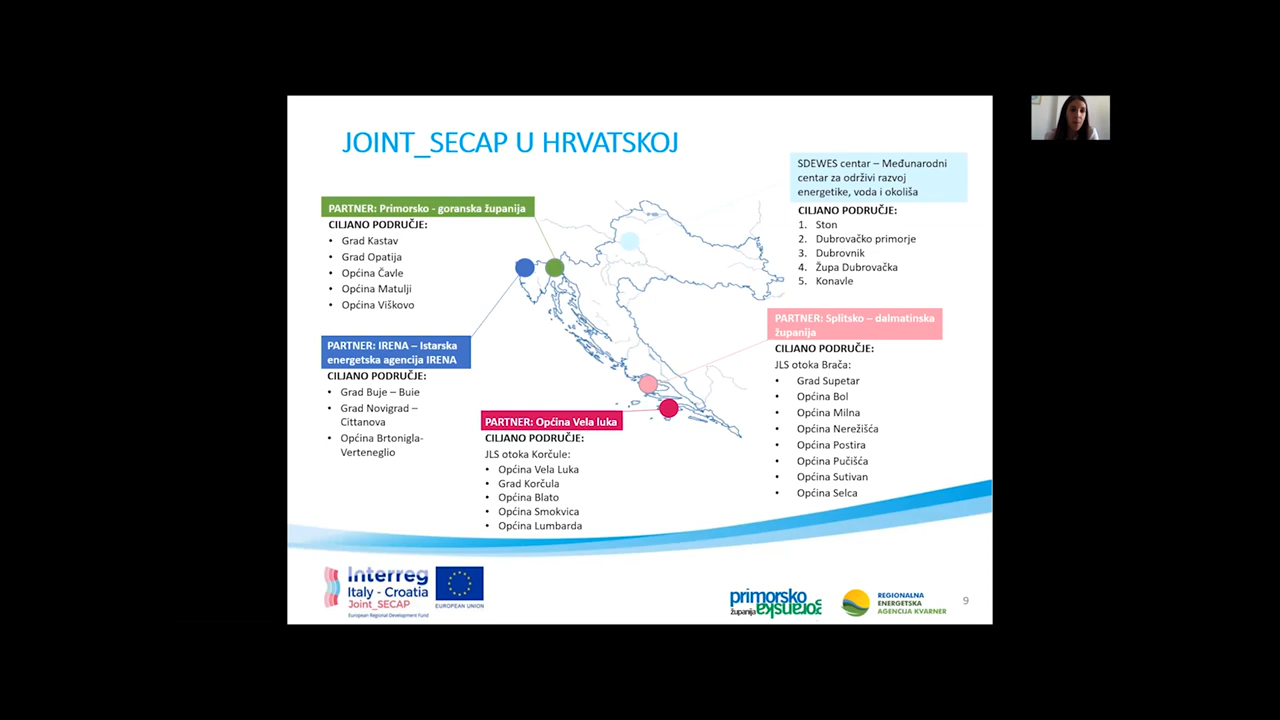 JOINT_SECAP U HRVATSKOJ
SDEWES centar – Međunarodni
centar za održivi razvoj
energetike, voda i okoliša
CILJANO PODRUČJE:
1. Ston
2. Dubrovačko primorje
3. Dubrovnik
4. Župa Dubrovačka
5. Konavle
PARTNER: Primorsko - goranska županija
CILJANO PODRUČJE:
• Grad Kastav
• Grad Opatija
• Općina Čavle
• Općina Matulji
• Općina Viškovo
PARTNER: IRENA – Istarska
energetska agencija IRENA
CILJANO PODRUČJE:
• Grad Buje – Buie
• Grad Novigrad –
Cittanova
• Općina Brtonigla-
Verteneglio
PARTNER: Općina Vela luka
CILJANO PODRUČJE:
JLS otoka Korčule:
• Općina Vela Luka
• Grad Korčula
• Općina Blato
• Općina Smokvica
• Općina Lumbarda
PARTNER: Splitsko – dalmatinska
županija
CILJANO PODRUČJE:
JLS otoka Brača:
• Grad Supetar
• Općina Bol
• Općina Milna
• Općina Nerežišća
• Općina Postira
• Općina Pučišća
• Općina Sutivan
• Općina Selca
Interreg
Italy - Croatia
Joint_SECAP
European Regional Development Fund
EUROPEAN UNION
primorsko
županija goranska
REGIONALNA
ENERGETSKA
AGENCIJA KVARNER
9